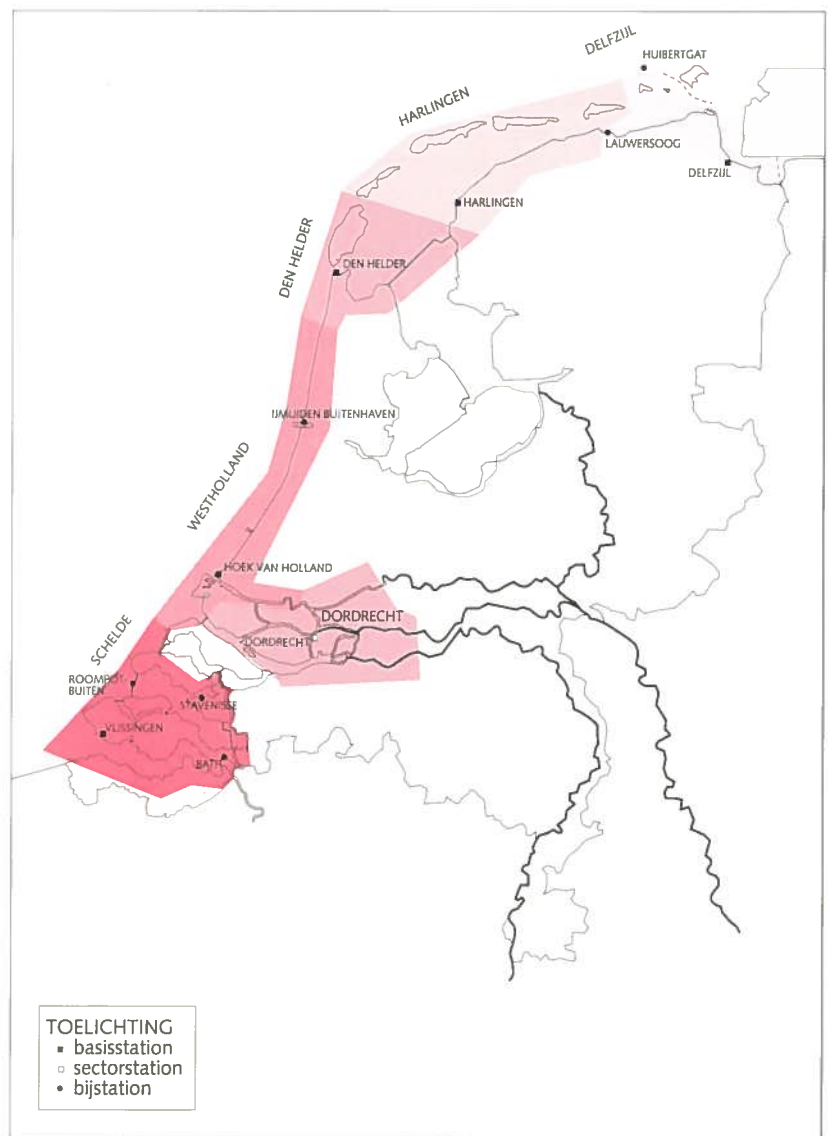 DELFZIJL
HUIBERTGAT
HARLINGEN
LAUWERSOOG
DELFZIJL
HARLINGEN
DEN HELDER
DEN HELDER
IJMUIDEN BUITENHAVEN
WESTHOLLAND
HOEK VAN HOLLAND
DORDRECHT
SCHELDE
DORDRECHT
ROOMPOT
BUITEN
STAVENISSE
VLISSINGEN
BATH
TOELICHTING
basisstation
sectorstation
bijstation